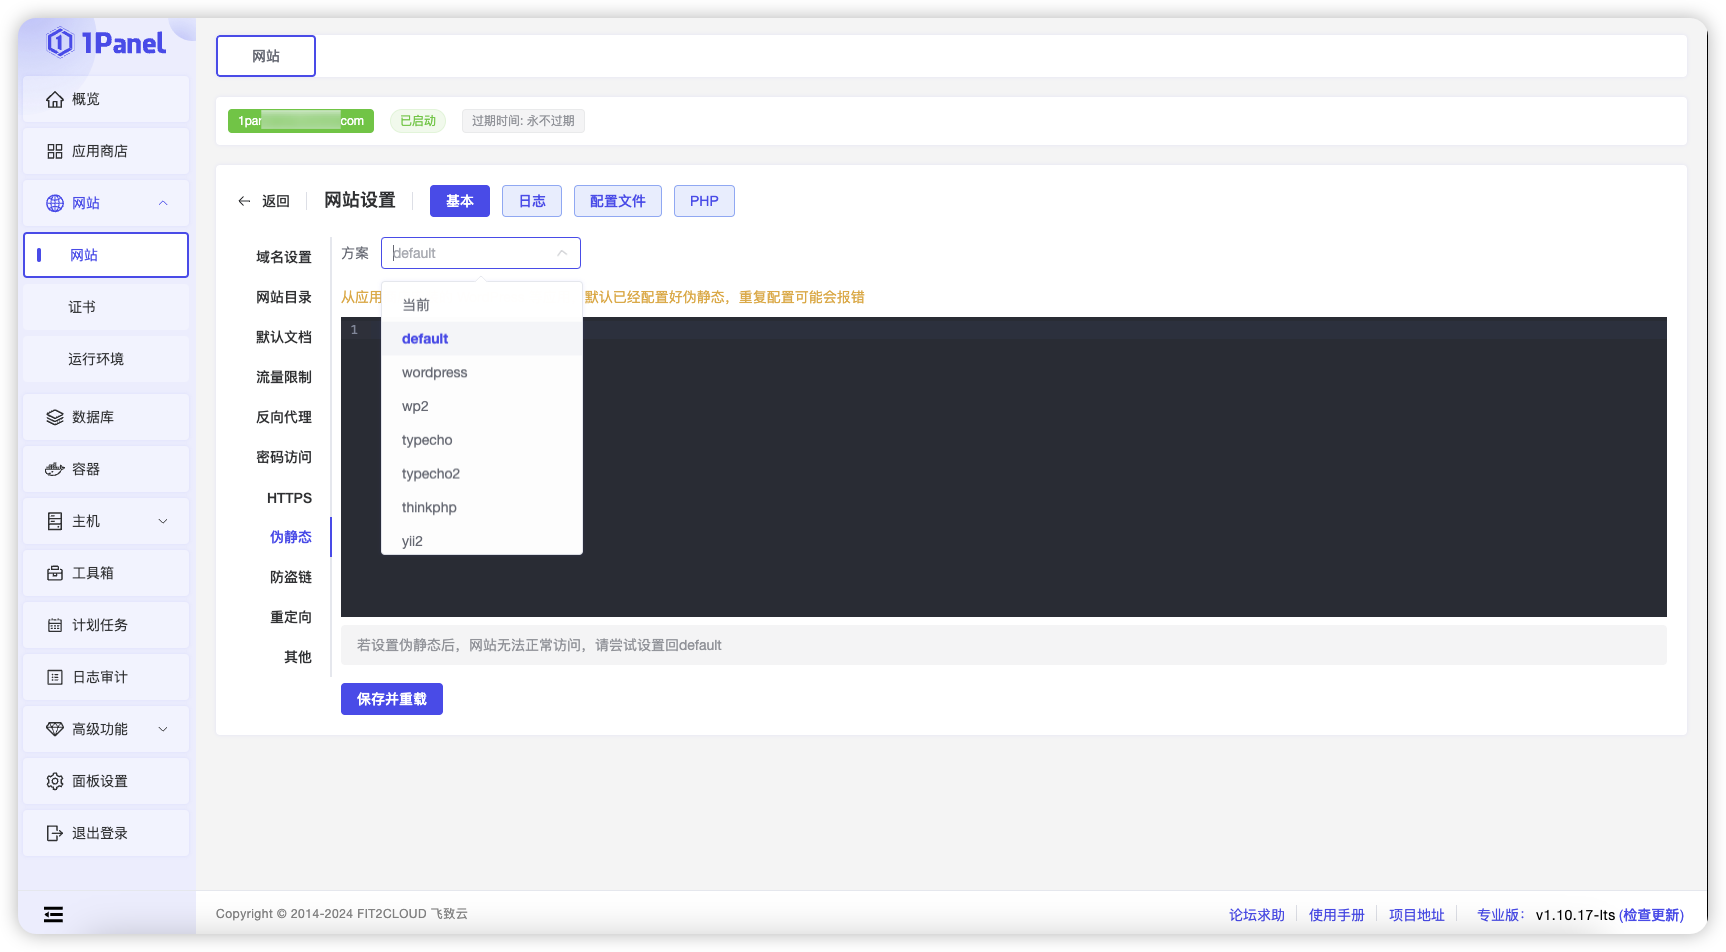 1Panel
概览
应用商店
网站
网站
证书
运行环境
数据库
容器
主机
工具箱
计划任务
日志审计
高级功能
面板设置
退出登录
网站
1par com
已启动
过期时间: 永不过期
返回
网站设置
基本
日志
配置文件
PHP
域名设置
网站目录
默认文档
流量限制
反向代理
密码访问
HTTPS
伪静态
防盗链
重定向
其他
方案
default
从应用 默认已经配置好伪静态，重复配置可能会报错
1
当前
default
wordpress
wp2
typecho
typecho2
thinkphp
yii2
若设置伪静态后，网站无法正常访问，请尝试设置回default
保存并重载
Copyright © 2014-2024 FIT2CLOUD 飞致云
论坛求助
使用手册
项目地址
专业版： v1.10.17-lts (检查更新)